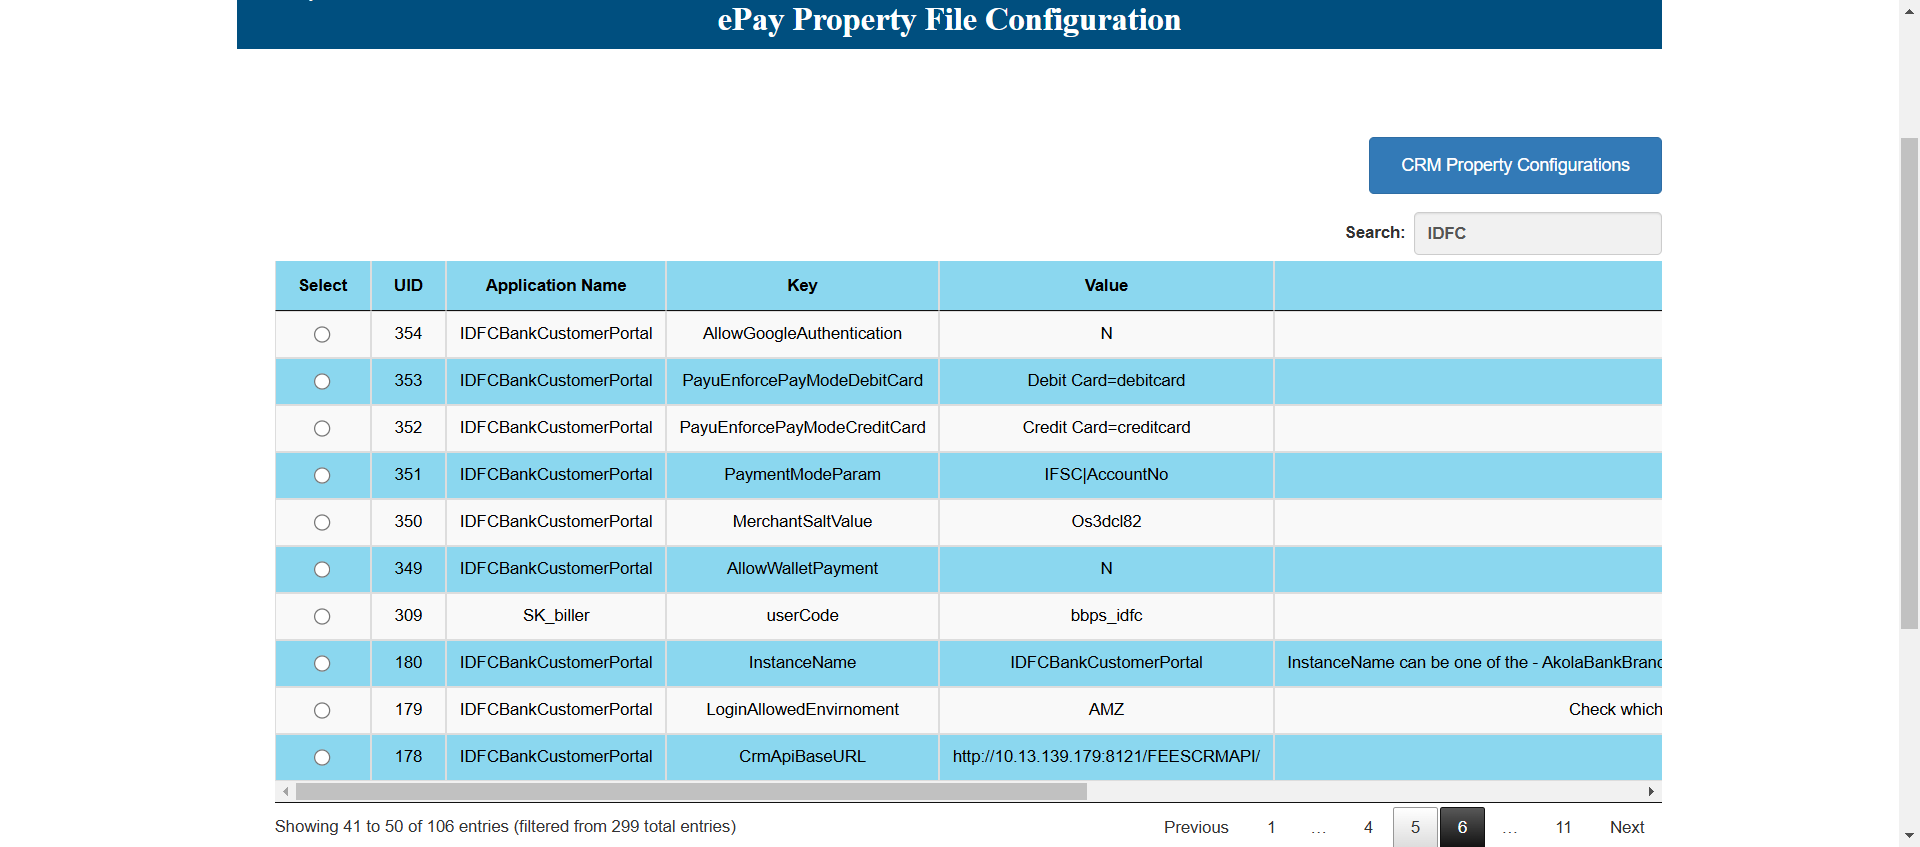 ePay Property File Configuration
CRM Property Configurations
Search: IDFC
Select UID Application Name Key Value
354 IDFCBankCustomerPortal AllowGoogleAuthentication N
353 IDFCBankCustomerPortal PayuEnforcePayModeDebitCard Debit Card=debitcard
352 IDFCBankCustomerPortal PayuEnforcePayModeCreditCard Credit Card=creditcard
351 IDFCBankCustomerPortal PaymentModeParam IFSC|AccountNo
350 IDFCBankCustomerPortal MerchantSaltValue Os3dcl82
349 IDFCBankCustomerPortal AllowWalletPayment N
309 SK_biller userCode bbps_idfc
180 IDFCBankCustomerPortal InstanceName IDFCBankCustomerPortal InstanceName can be one of the - AkolaBankBranc
179 IDFCBankCustomerPortal LoginAllowedEnvirnoment AMZ Check which
178 IDFCBankCustomerPortal CrmApiBaseURL http://10.13.139.179:8121/FEESCRMAPI/
Showing 41 to 50 of 106 entries (filtered from 299 total entries) Previous 1 … 4 5 6 … 11 Next